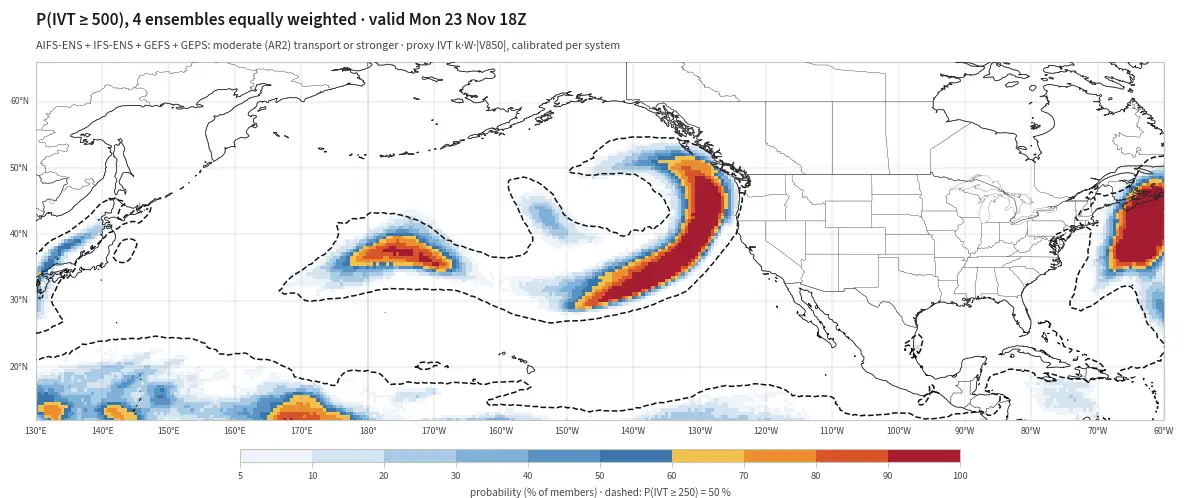 P(IVT ≥ 500), 4 ensembles equally weighted · valid Mon 23 Nov 18Z
AIFS-ENS + IFS-ENS + GEFS + GEPS: moderate (AR2) transport or stronger · proxy IVT k·W·|V850|, calibrated per system
60°N
50°N
40°N
30°N
20°N
130°E 140°E 150°E 160°E 170°E 180° 170°W 160°W 150°W 140°W 130°W 120°W 110°W 100°W 90°W 80°W 70°W 60°W
5 10 20 30 40 50 60 70 80 90 100
probability (% of members) · dashed: P(IVT ≥ 250) = 50 %